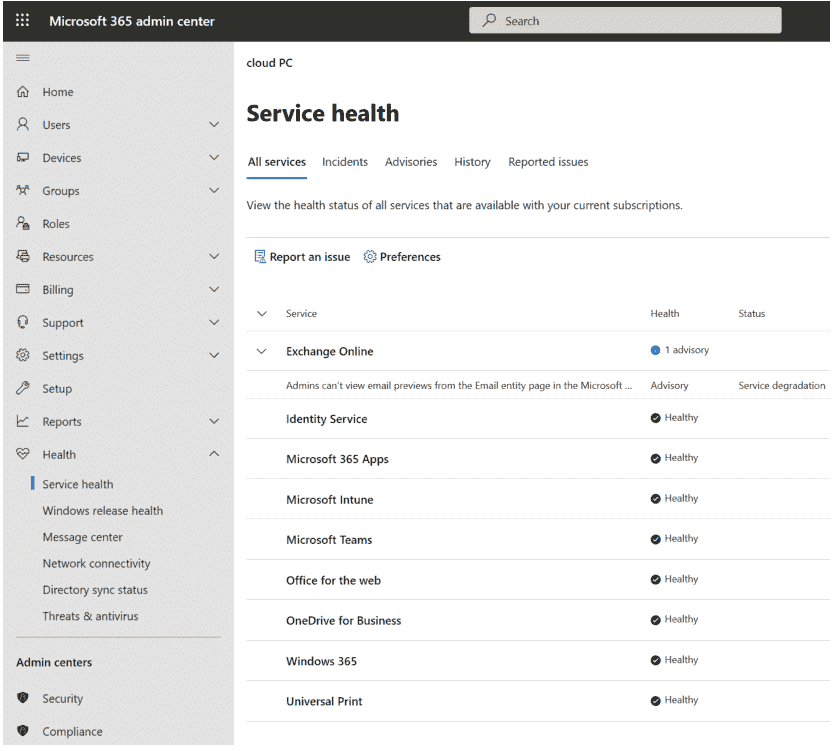 Microsoft 365 admin center
Search
Home
Users
Devices
Groups
Roles
Resources
Billing
Support
Settings
Setup
Reports
Health
Service health
Windows release health
Message center
Network connectivity
Directory sync status
Threats & antivirus
Admin centers
Security
Compliance
cloud PC
Service health
All services Incidents Advisories History Reported issues
View the health status of all services that are available with your current subscriptions.
Report an issue Preferences
Service Health Status
Exchange Online 1 advisory
Admins can't view email previews from the Email entity page in the Microsoft ... Advisory Service degradation
Identity Service Healthy
Microsoft 365 Apps Healthy
Microsoft Intune Healthy
Microsoft Teams Healthy
Office for the web Healthy
OneDrive for Business Healthy
Windows 365 Healthy
Universal Print Healthy